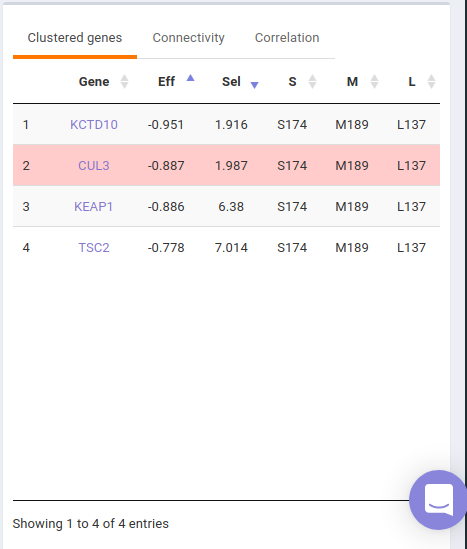 Clustered genes Connectivity Correlation
Gene Eff Sel S M L
1 KCTD10 -0.951 1.916 S174 M189 L137
2 CUL3 -0.887 1.987 S174 M189 L137
3 KEAP1 -0.886 6.38 S174 M189 L137
4 TSC2 -0.778 7.014 S174 M189 L137
Showing 1 to 4 of 4 entries